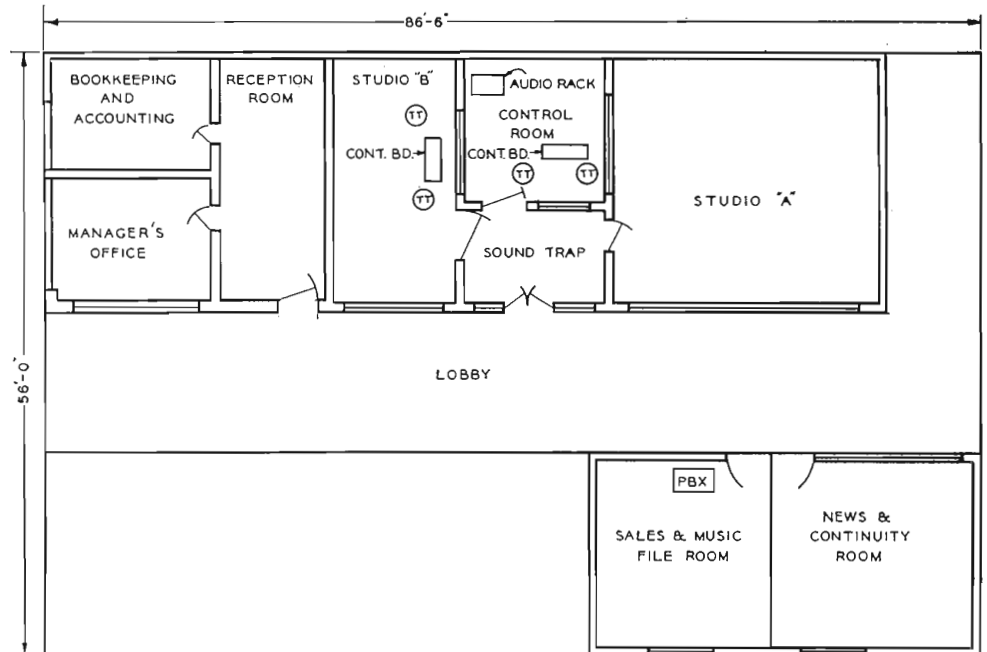 86'-6"
BOOKKEEPING
AND
ACCOUNTING
RECEPTION
ROOM
STUDIO "B"
TT
CONT. BD.
TT
AUDIO RACK
CONTROL
ROOM
CONT. BD.
TT
TT
STUDIO "A"
MANAGER'S
OFFICE
SOUND TRAP
56'-0"
LOBBY
PBX
SALES & MUSIC
FILE ROOM
NEWS &
CONTINUITY
ROOM